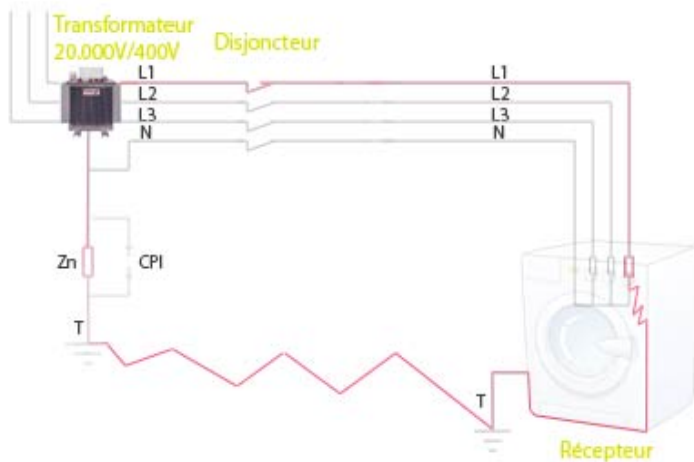 Transformateur
20.000V/400V
Disjoncteur
L1
L1
L2
L2
L3
L3
N
N
Zn
CPI
T
T
Récepteur